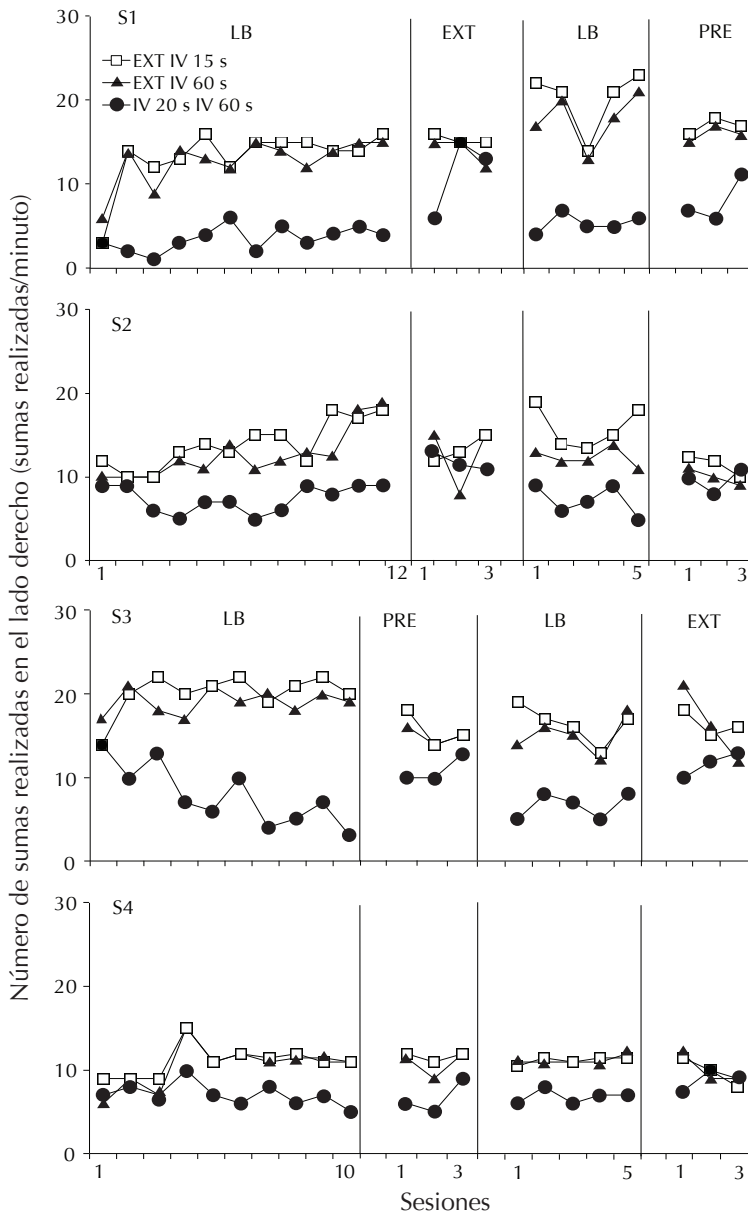 Número de sumas realizadas en el lado derecho (sumas realizadas/minuto)
30 S1 LB EXT LB PRE
EXT IV 15 s
EXT IV 60 s
IV 20 s IV 60 s
20
10
0
30
S2
20
10
0
1 12 1 3 1 5 1 3
30 S3 LB PRE LB EXT
20
10
0
30
S4
20
10
0
1 10 1 3 1 5 1 3
Sesiones